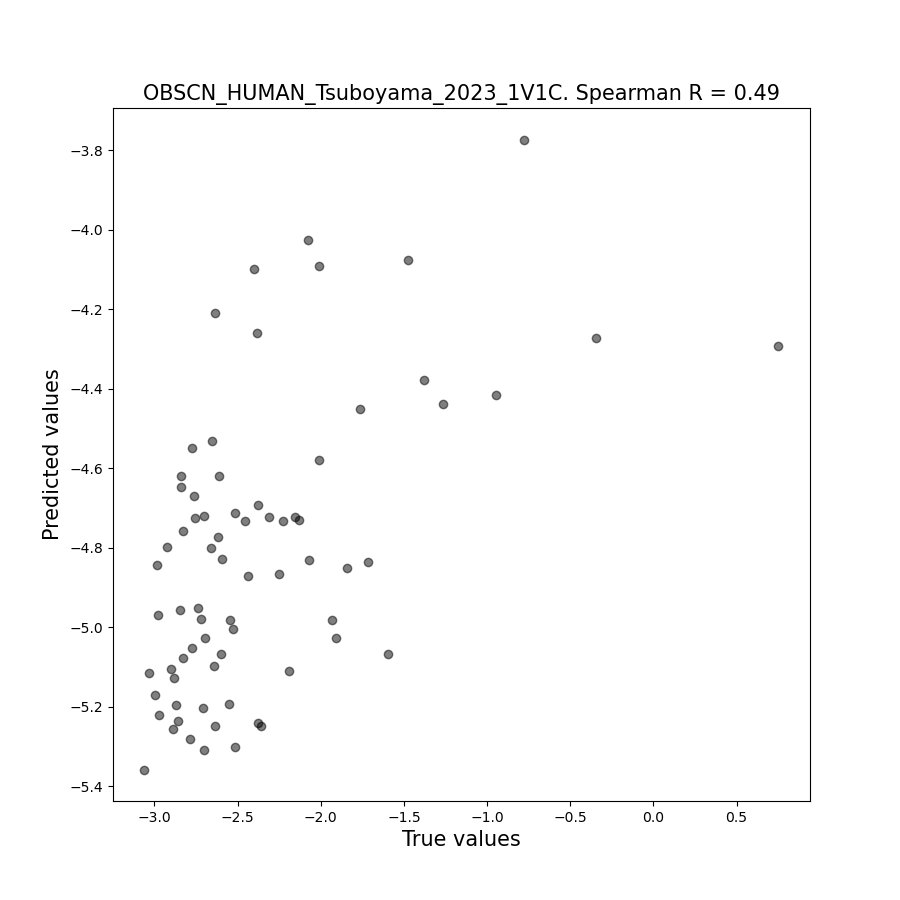 OBSCN_HUMAN_Tsuboyama_2023_1V1C. Spearman R = 0.49
−3.8
−4.0
−4.2
−4.4
−4.6
−4.8
−5.0
−5.2
−5.4
Predicted values
−3.0 −2.5 −2.0 −1.5 −1.0 −0.5 0.0 0.5
True values